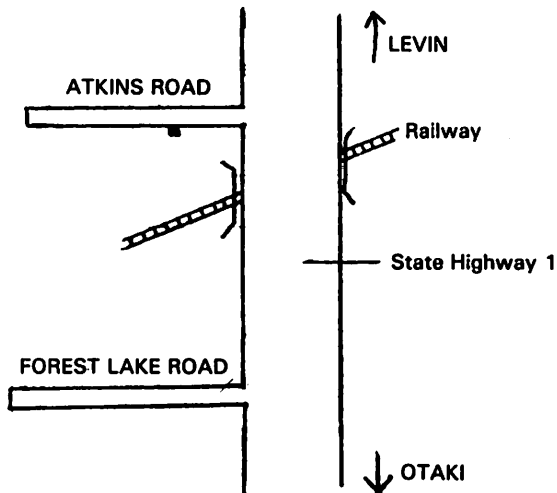 LEVIN
ATKINS ROAD
Railway
State Highway 1
FOREST LAKE ROAD
OTAKI